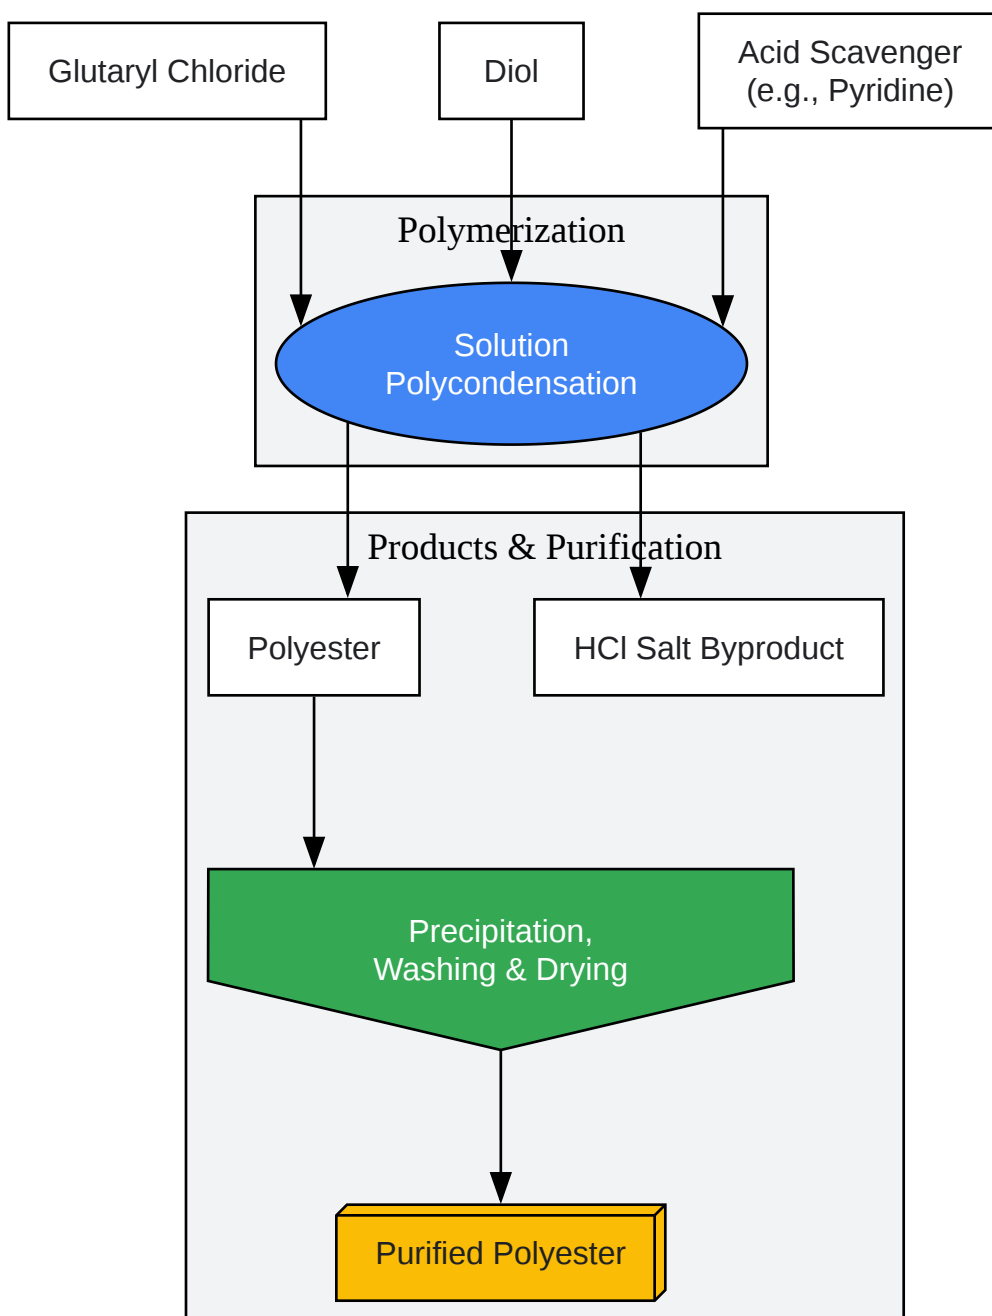 Glutaryl Chloride
Diol
Acid Scavenger
(e.g., Pyridine)
Polymerization
Solution
Polycondensation
Products & Purification
Polyester
HCl Salt Byproduct
Precipitation,
Washing & Drying
Purified Polyester